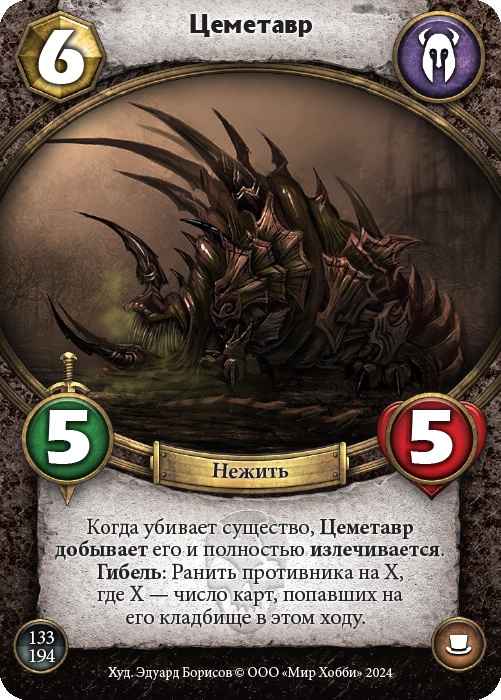 Цеметавр
6
5
5
Нежить
Когда убивает существо, Цеметавр
добывает его и полностью излечивается.
Гибель: Ранить противника на X,
где X — число карт, попавших на
его кладбище в этом ходу.
133
194
Худ. Эдуард Борисов © ООО «Мир Хобби» 2024